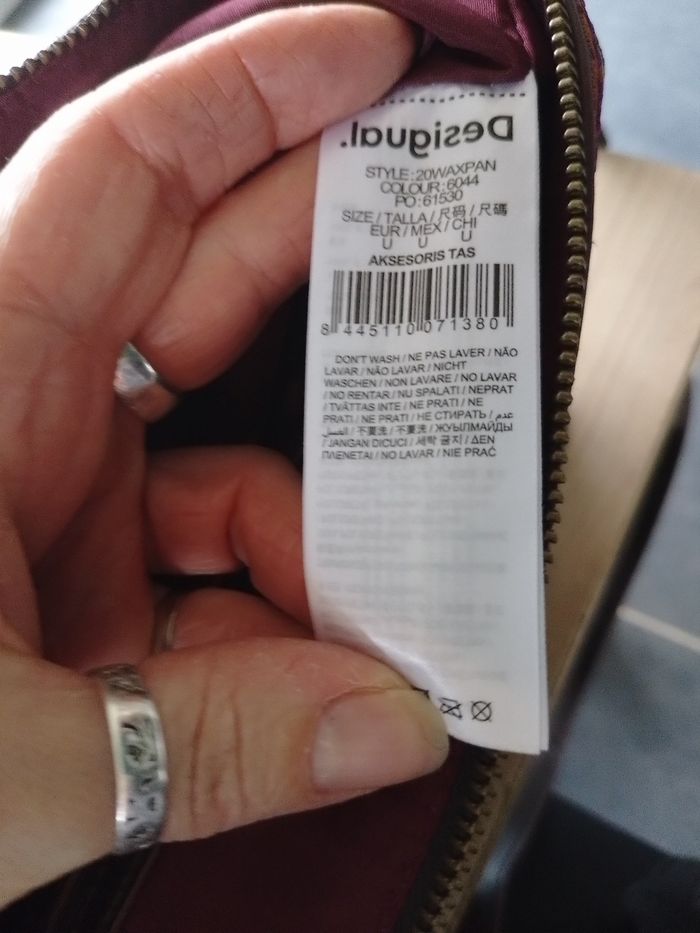 Desigual.
STYLE:20WAXPAN
COLOUR:6044
PO:61530
SIZE / TALLA / 尺码 / 尺碼
EUR / MEX / CHI
U U U
AKSESORIS TAS
8 445110 071380
DON'T WASH / NE PAS LAVER / NÃO
LAVAR / NÃO LAVAR / NICHT
WASCHEN / NON LAVARE / NO LAVAR
/ NO RENTAR / NU SPALATI / NEPRAT
/ TVÄTTAS INTE / NE PRATI / NE
PRATI / NE PRATI / НЕ СТИРАТЬ / عدم
الغسل / 不要洗 / 不要洗 / ЖУЫЛМАЙДЫ
/ JANGAN DICUCI / 세탁 금지 / ΔΕΝ
ΠΛΕΝΕΤΑΙ / NO LAVAR / NIE PRAĆ